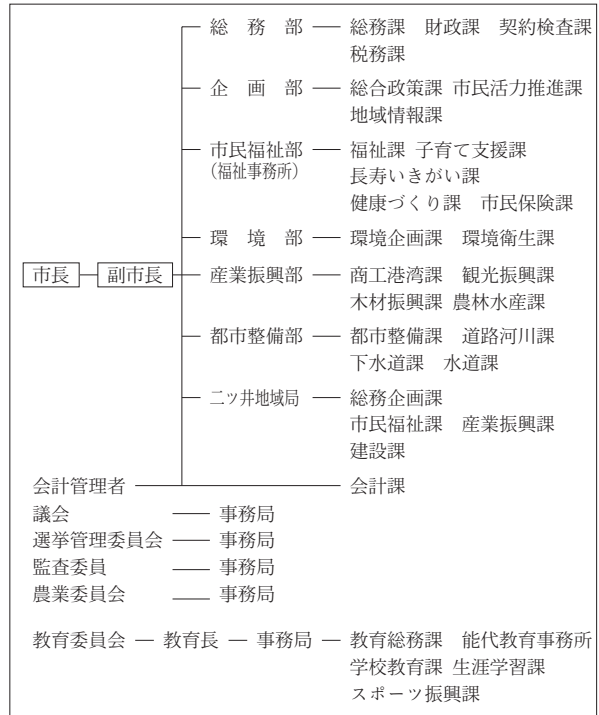 総務部 総務課 財政課 契約検査課
税務課
企画部 総合政策課 市民活力推進課
地域情報課
市民福祉部 福祉課 子育て支援課
(福祉事務所) 長寿いきがい課
健康づくり課 市民保険課
環境部 環境企画課 環境衛生課
市長 副市長 産業振興部 商工港湾課 観光振興課
木材振興課 農林水産課
都市整備部 都市整備課 道路河川課
下水道課 水道課
二ッ井地域局 総務企画課
市民福祉課 産業振興課
建設課
会計管理者 会計課
議会 事務局
選挙管理委員会 事務局
監査委員 事務局
農業委員会 事務局
教育委員会 教育長 事務局 教育総務課 能代教育事務所
学校教育課 生涯学習課
スポーツ振興課